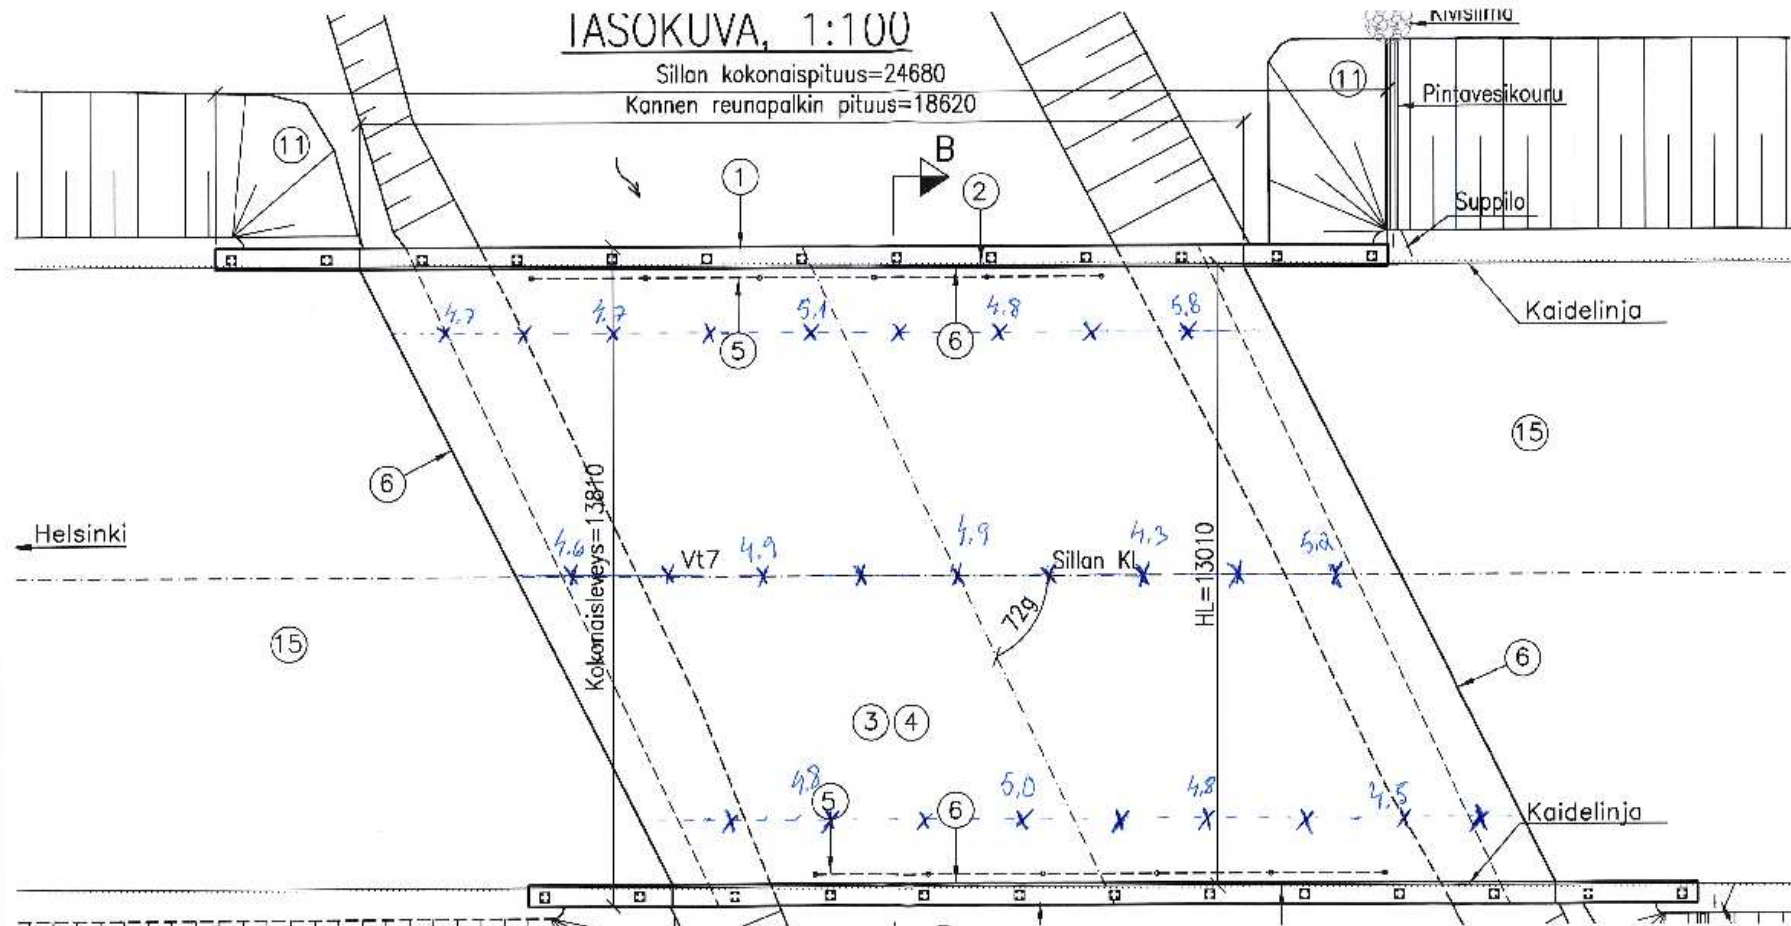 TASOKUVA, 1:100
Kivisilmä
Sillan kokonaispituus=24680
Kannen reunapalkin pituus=18620
11
11
Pintavesikouru
B
1
2
Suppilo
Kaidelinja
4.7
4.7
5.1
4.8
5.8
5
6
15
6
Kokonaisleveys=13810
HL=13010
Helsinki
4.6
Vt7
4.9
4.9
Sillan KL
4.3
5.2
72g
15
6
3 4
4.8
5
5.0
6
4.8
4.5
Kaidelinja